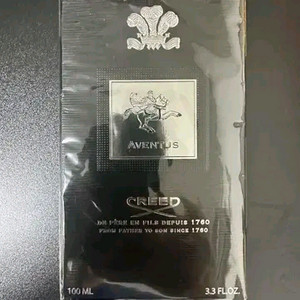 AVENTUS
CREED
DE PÈRE EN FILS DEPUIS 1760
FROM FATHER TO SON SINCE 1760
100 ML 3.3 FL.OZ.